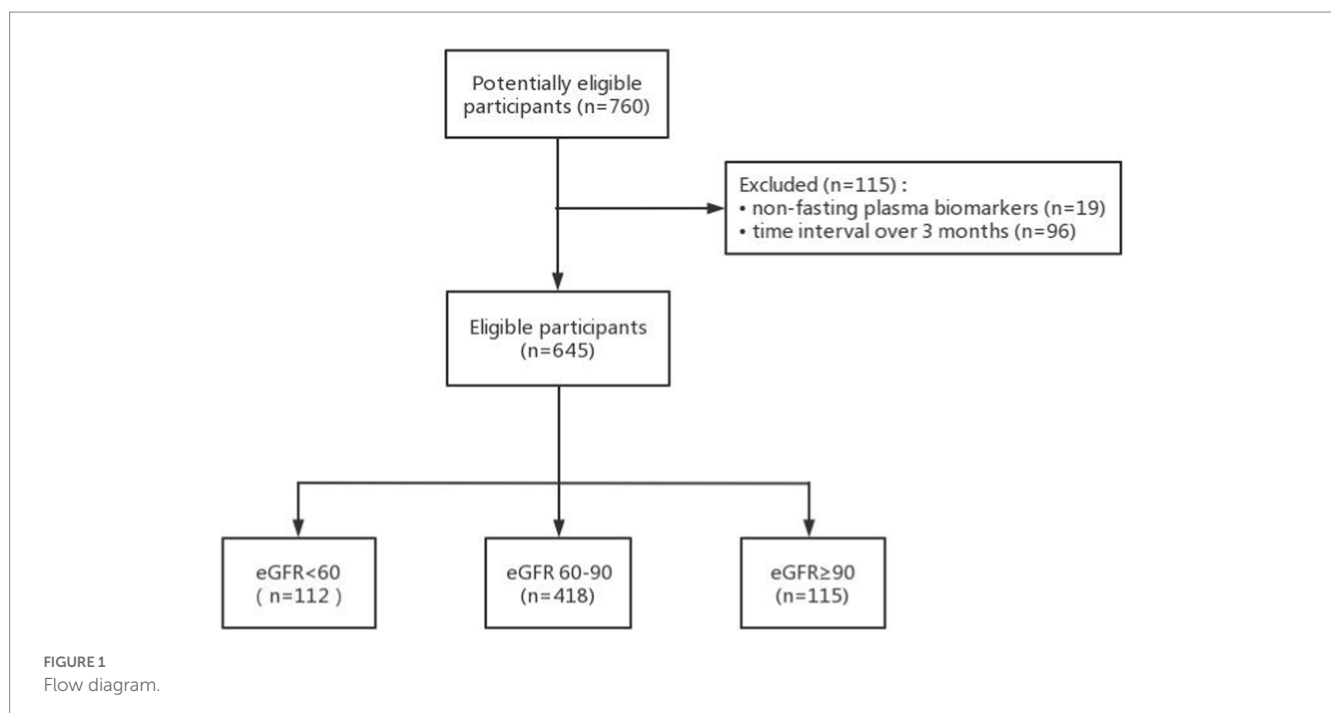 Potentially eligible
participants (n=760)
Excluded (n=115) :
• non-fasting plasma biomarkers (n=19)
• time interval over 3 months (n=96)
Eligible participants
(n=645)
eGFR<60
( n=112 )
eGFR 60-90
(n=418)
eGFR≥90
(n=115)
FIGURE 1
Flow diagram.